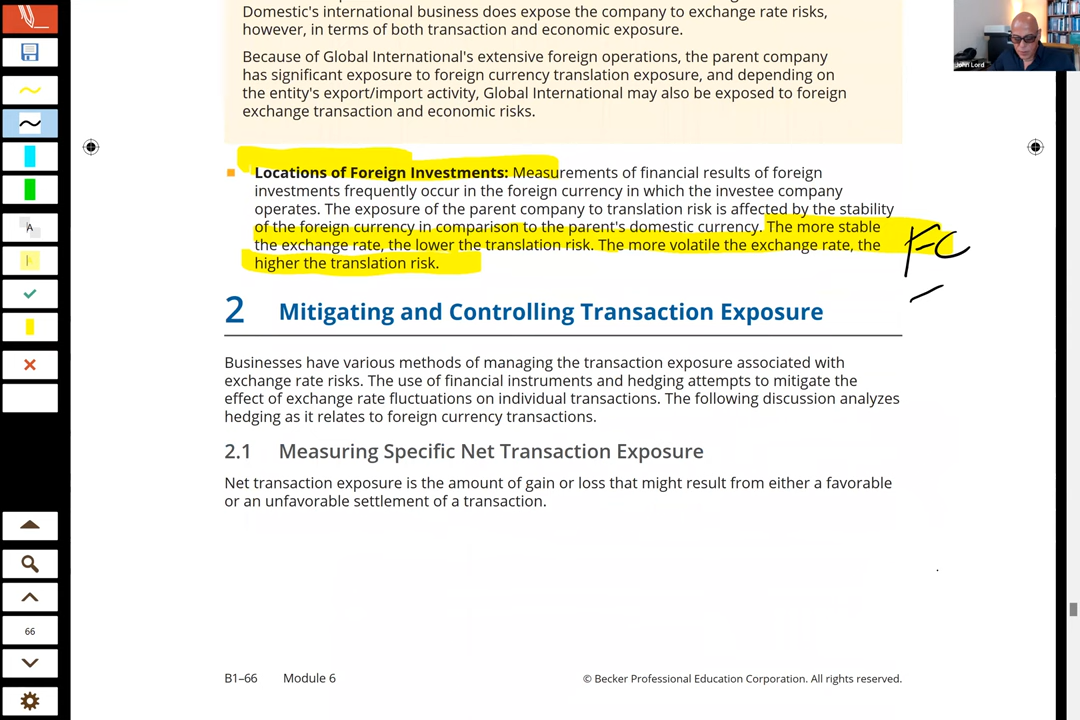 Domestic's international business does expose the company to exchange rate risks,
however, in terms of both transaction and economic exposure.
Because of Global International's extensive foreign operations, the parent company
has significant exposure to foreign currency translation exposure, and depending on
the entity's export/import activity, Global International may also be exposed to foreign
exchange transaction and economic risks.
Locations of Foreign Investments: Measurements of financial results of foreign
investments frequently occur in the foreign currency in which the investee company
operates. The exposure of the parent company to translation risk is affected by the stability
of the foreign currency in comparison to the parent's domestic currency. The more stable
the exchange rate, the lower the translation risk. The more volatile the exchange rate, the
higher the translation risk.
FC
2 Mitigating and Controlling Transaction Exposure
Businesses have various methods of managing the transaction exposure associated with
exchange rate risks. The use of financial instruments and hedging attempts to mitigate the
effect of exchange rate fluctuations on individual transactions. The following discussion analyzes
hedging as it relates to foreign currency transactions.
2.1 Measuring Specific Net Transaction Exposure
Net transaction exposure is the amount of gain or loss that might result from either a favorable
or an unfavorable settlement of a transaction.
B1–66 Module 6
© Becker Professional Education Corporation. All rights reserved.
John Lord
A
66